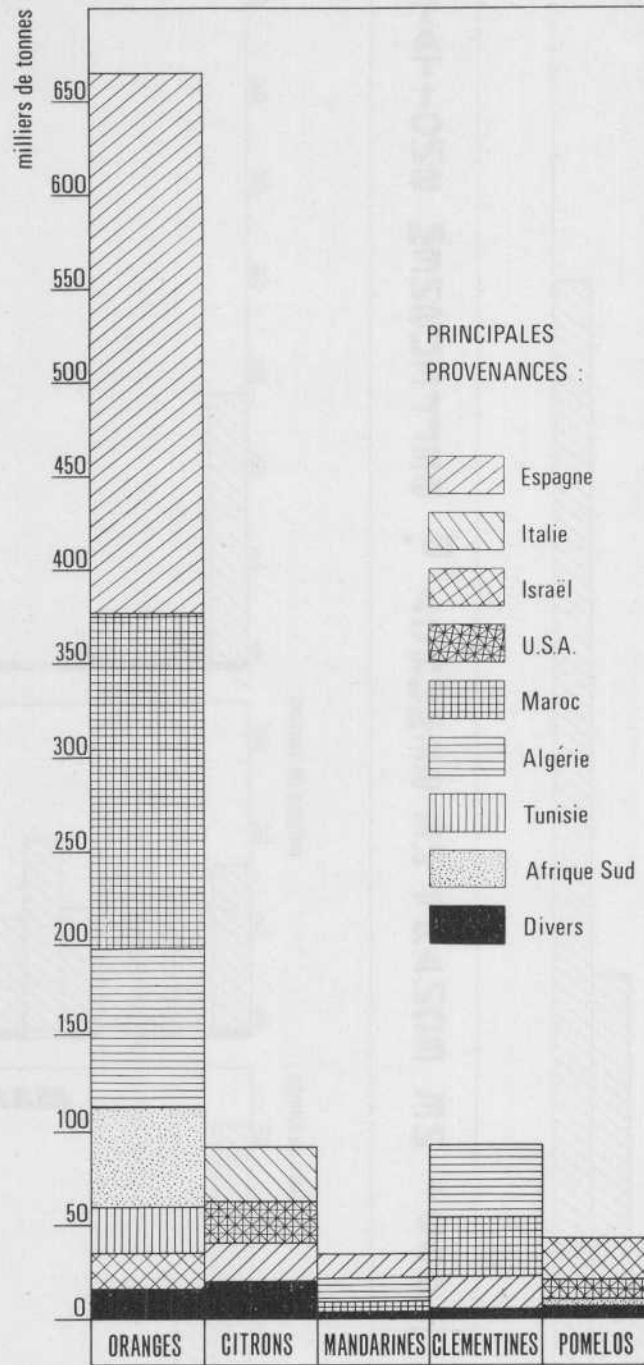 milliers de tonnes
650
600
550
500
450
400
350
300
250
200
150
100
50
0
PRINCIPALES
PROVENANCES :
Espagne
Italie
Israël
U.S.A.
Maroc
Algérie
Tunisie
Afrique Sud
Divers
ORANGES
CITRONS
MANDARINES
CLEMENTINES
POMELOS